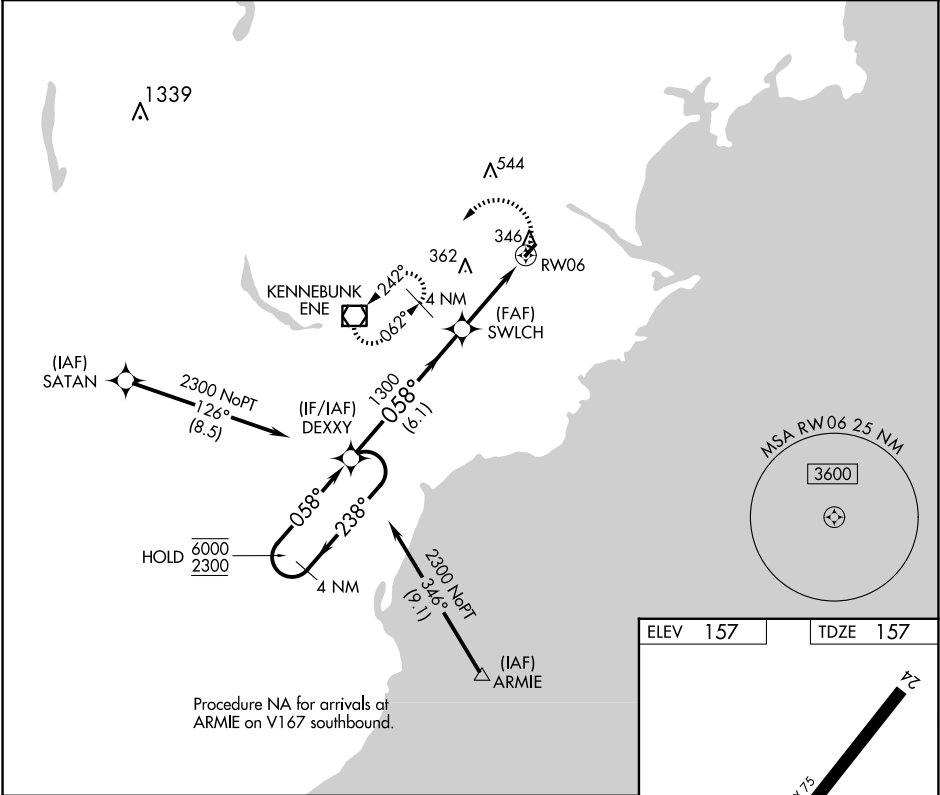 1339
544
346
RW06
362
KENNEBUNK
ENE
242°
062°
4 NM
(FAF)
SWLCH
(IAF)
SATAN
2300 NoPT
126°
(8.5)
(IF/IAF)
DEXXY
1300
058°
(6.1)
MSA RW06 25 NM
3600
058°
238°
HOLD
6000
2300
4 NM
2300 NoPT
346°
(9.1)
(IAF)
ARMIE
Procedure NA for arrivals at
ARMIE on V167 southbound.
ELEV 157
TDZE 157
24
75